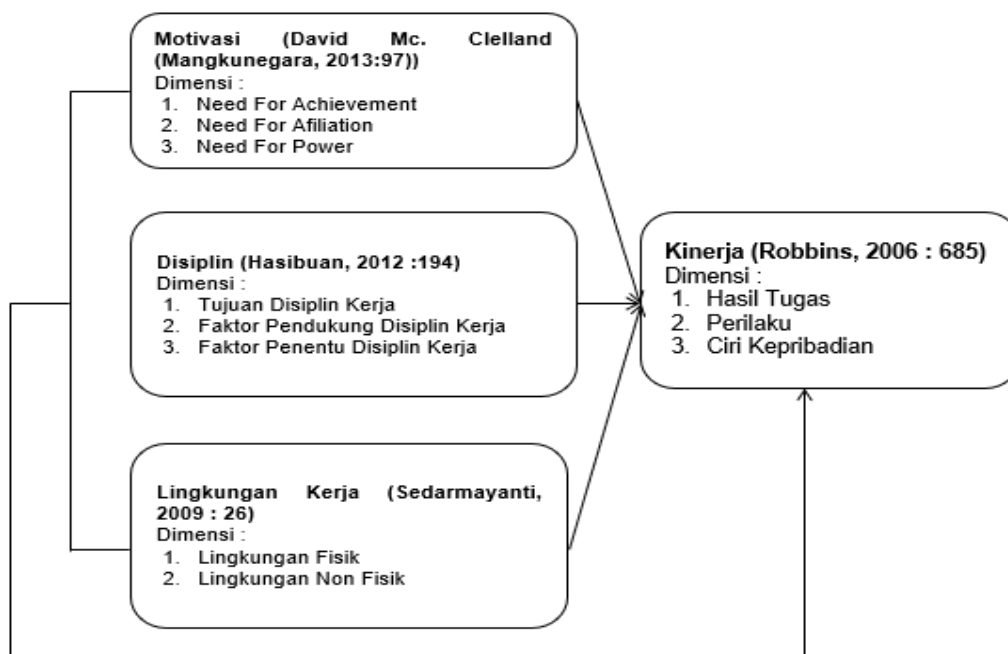 Motivasi (David Mc. Clelland
(Mangkunegara, 2013:97))
Dimensi :
1. Need For Achievement
2. Need For Afiliation
3. Need For Power
Disiplin (Hasibuan, 2012 :194)
Dimensi :
1. Tujuan Disiplin Kerja
2. Faktor Pendukung Disiplin Kerja
3. Faktor Penentu Disiplin Kerja
Lingkungan Kerja (Sedarmayanti,
2009 : 26)
Dimensi :
1. Lingkungan Fisik
2. Lingkungan Non Fisik
Kinerja (Robbins, 2006 : 685)
Dimensi :
1. Hasil Tugas
2. Perilaku
3. Ciri Kepribadian